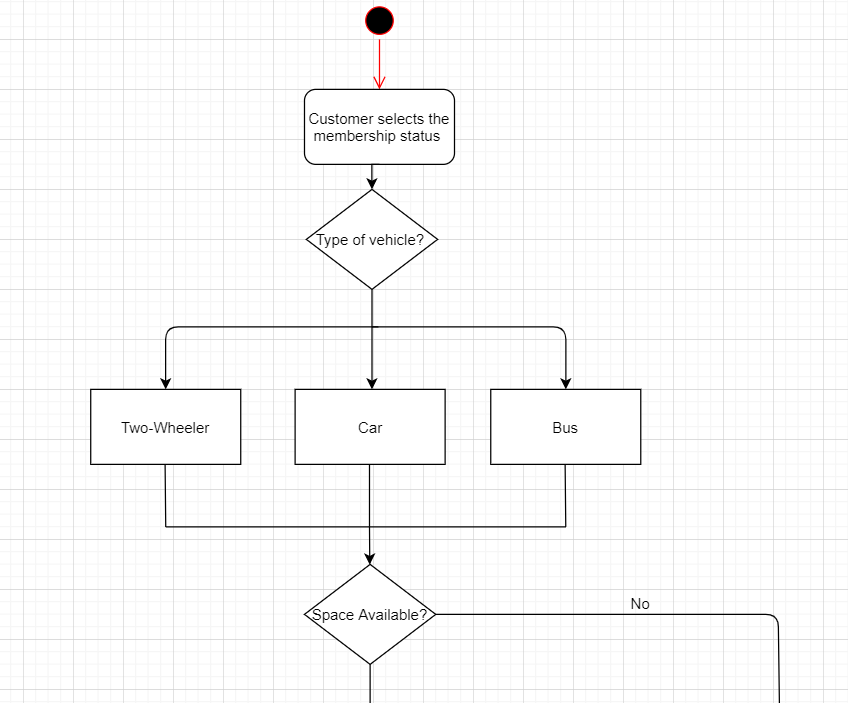 Customer selects the
membership status
Type of vehicle?
Two-Wheeler
Car
Bus
Space Available?
No